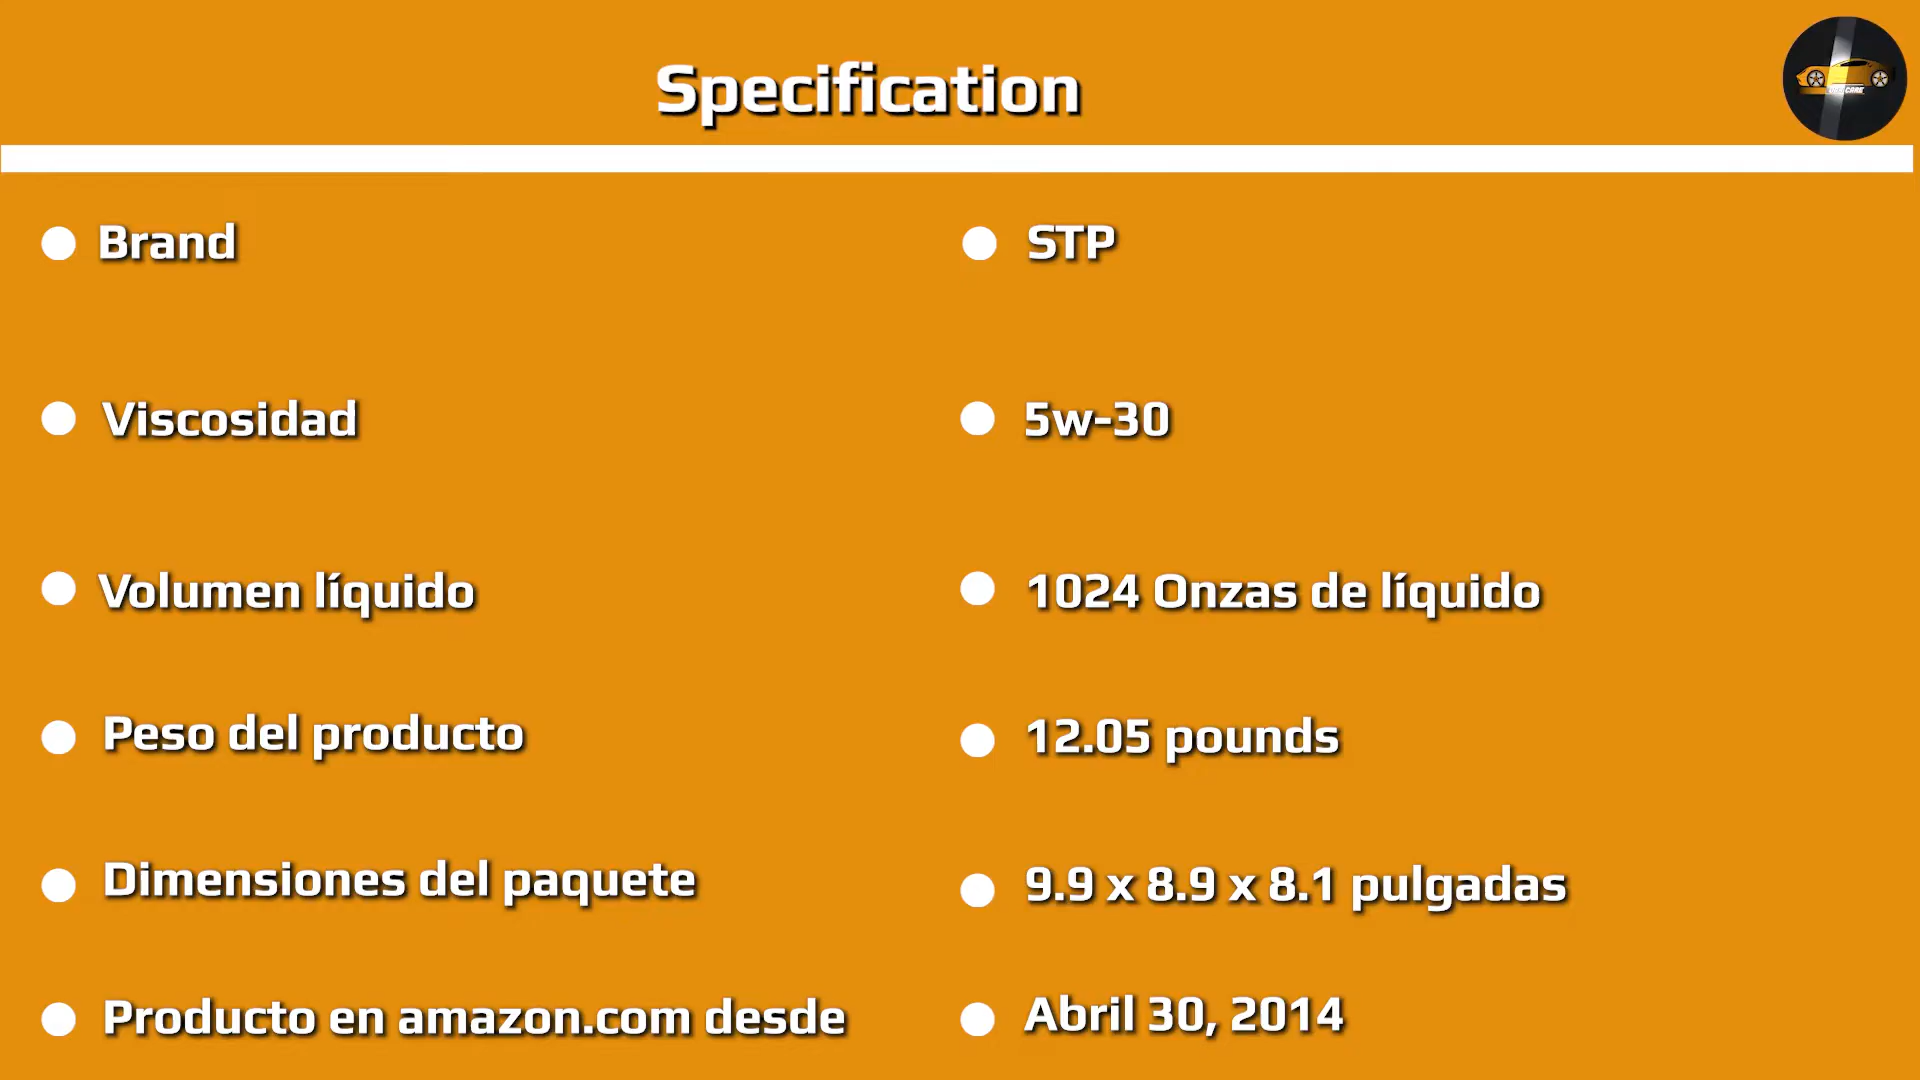 Specification
Brand
STP
Viscosidad
5w-30
Volumen líquido
1024 Onzas de líquido
Peso del producto
12.05 pounds
Dimensiones del paquete
9.9 x 8.9 x 8.1 pulgadas
Producto en amazon.com desde
Abril 30, 2014